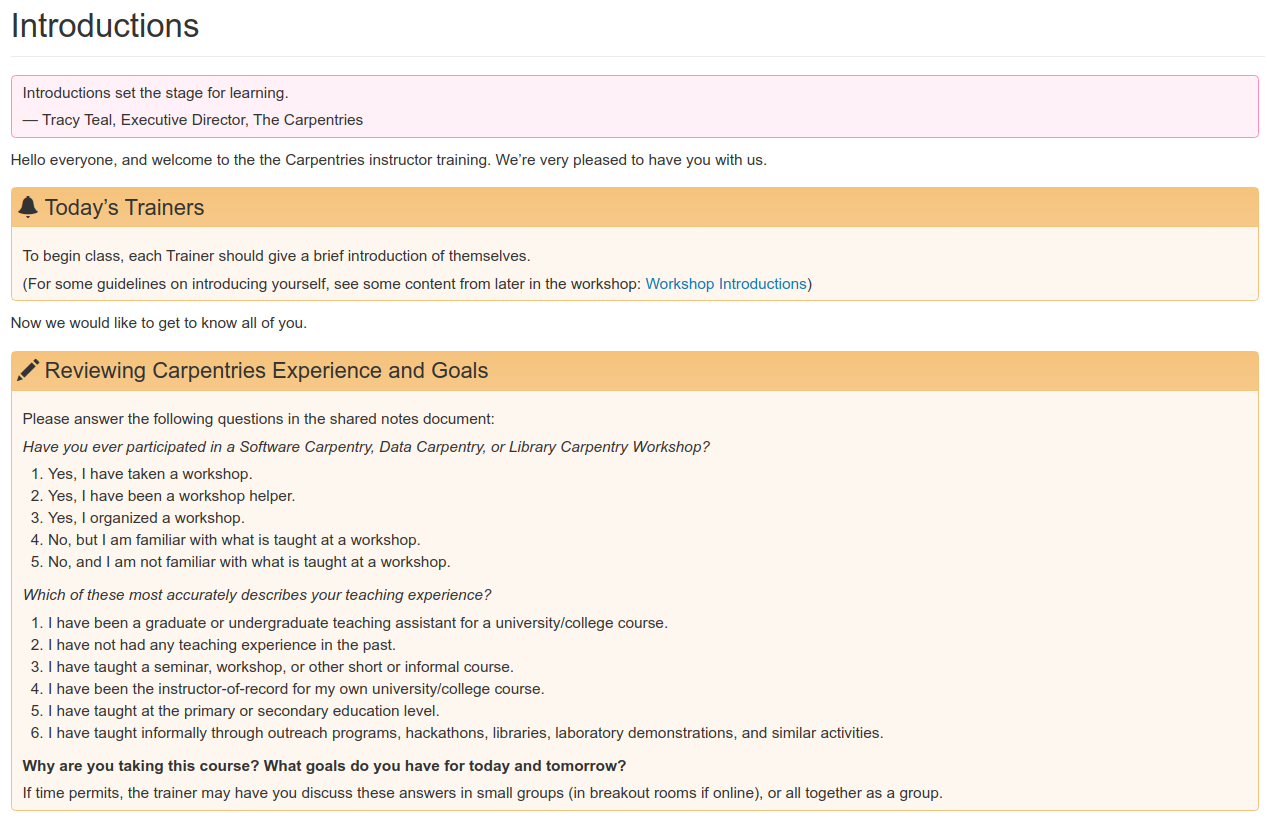 Introductions
Introductions set the stage for learning.
— Tracy Teal, Executive Director, The Carpentries
Hello everyone, and welcome to the the Carpentries instructor training. We’re very pleased to have you with us.
Today’s Trainers
To begin class, each Trainer should give a brief introduction of themselves.
(For some guidelines on introducing yourself, see some content from later in the workshop: Workshop Introductions)
Now we would like to get to know all of you.
Reviewing Carpentries Experience and Goals
Please answer the following questions in the shared notes document:
Have you ever participated in a Software Carpentry, Data Carpentry, or Library Carpentry Workshop?
1. Yes, I have taken a workshop.
2. Yes, I have been a workshop helper.
3. Yes, I organized a workshop.
4. No, but I am familiar with what is taught at a workshop.
5. No, and I am not familiar with what is taught at a workshop.
Which of these most accurately describes your teaching experience?
1. I have been a graduate or undergraduate teaching assistant for a university/college course.
2. I have not had any teaching experience in the past.
3. I have taught a seminar, workshop, or other short or informal course.
4. I have been the instructor-of-record for my own university/college course.
5. I have taught at the primary or secondary education level.
6. I have taught informally through outreach programs, hackathons, libraries, laboratory demonstrations, and similar activities.
Why are you taking this course? What goals do you have for today and tomorrow?
If time permits, the trainer may have you discuss these answers in small groups (in breakout rooms if online), or all together as a group.